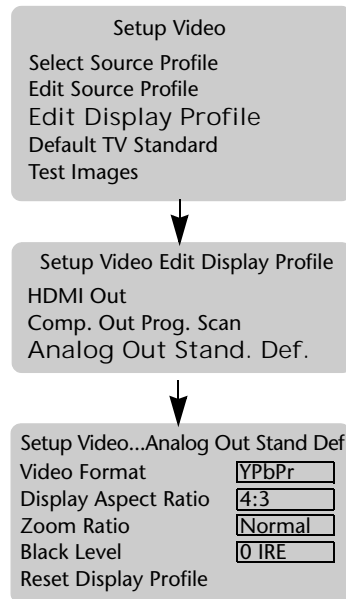 Setup Video
Select Source Profile
Edit Source Profile
Edit Display Profile
Default TV Standard
Test Images
Setup Video Edit Display Profile
HDMI Out
Comp. Out Prog. Scan
Analog Out Stand. Def.
Setup Video...Analog Out Stand Def
Video Format YPbPr
Display Aspect Ratio 4:3
Zoom Ratio Normal
Black Level 0 IRE
Reset Display Profile